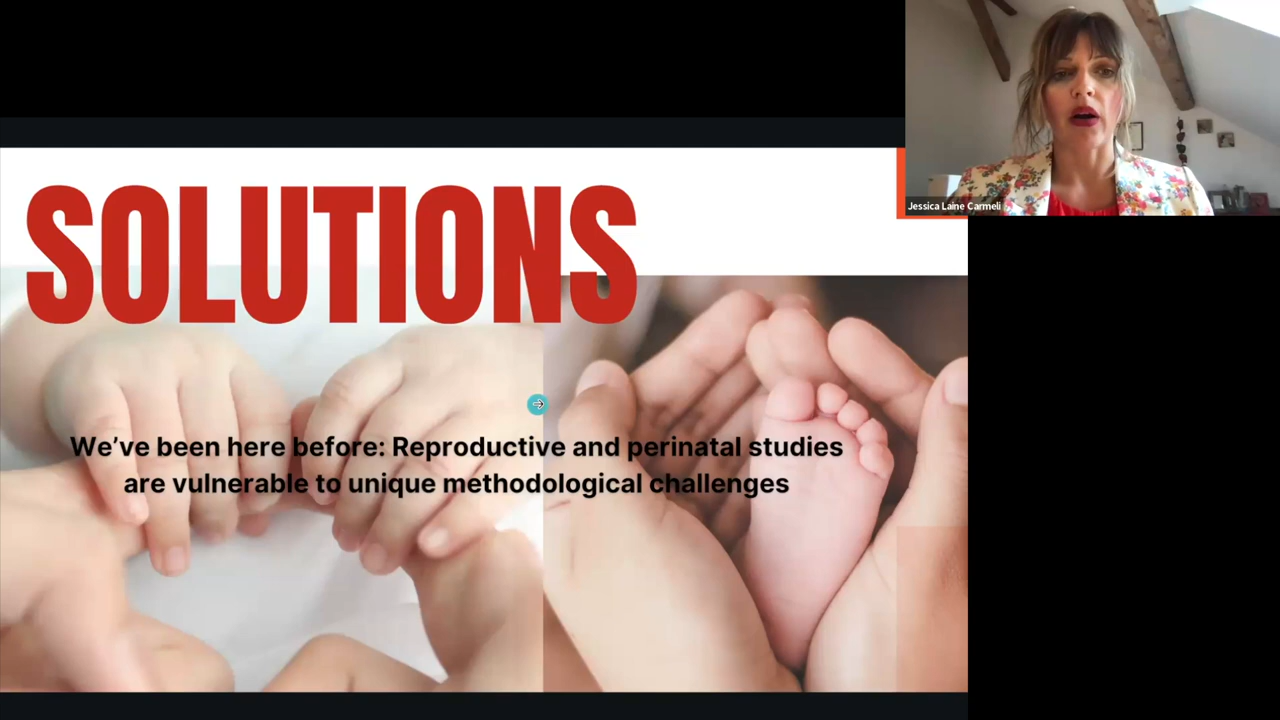 Jessica Laine Carmeli
SOLUTIONS
We’ve been here before: Reproductive and perinatal studies
are vulnerable to unique methodological challenges